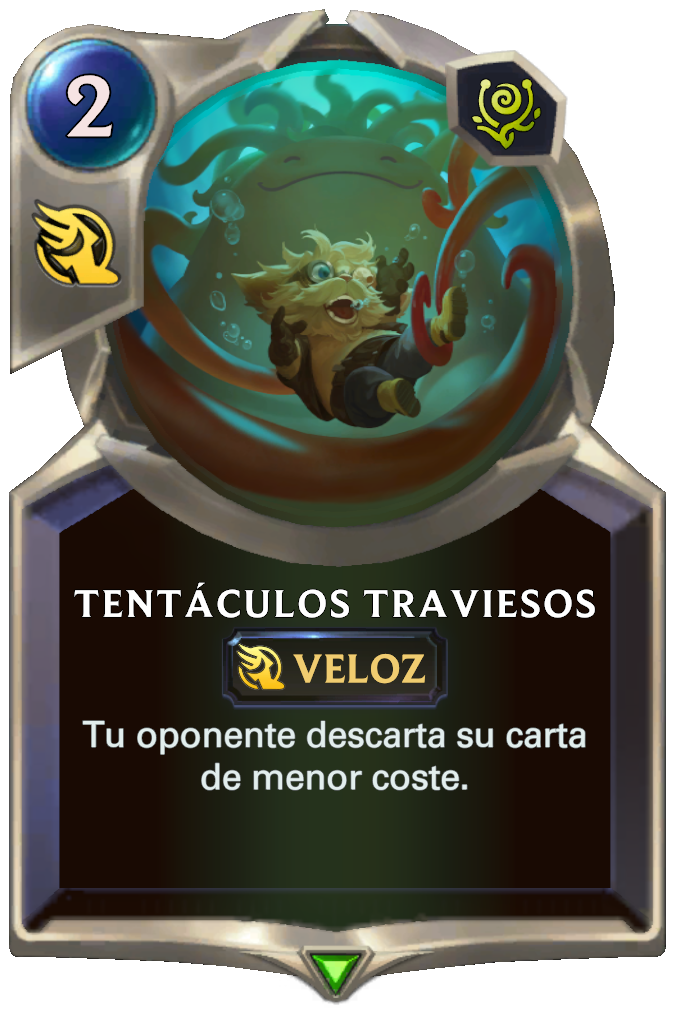 2
TENTÁCULOS TRAVIESOS
VELOZ
Tu oponente descarta su carta
de menor coste.